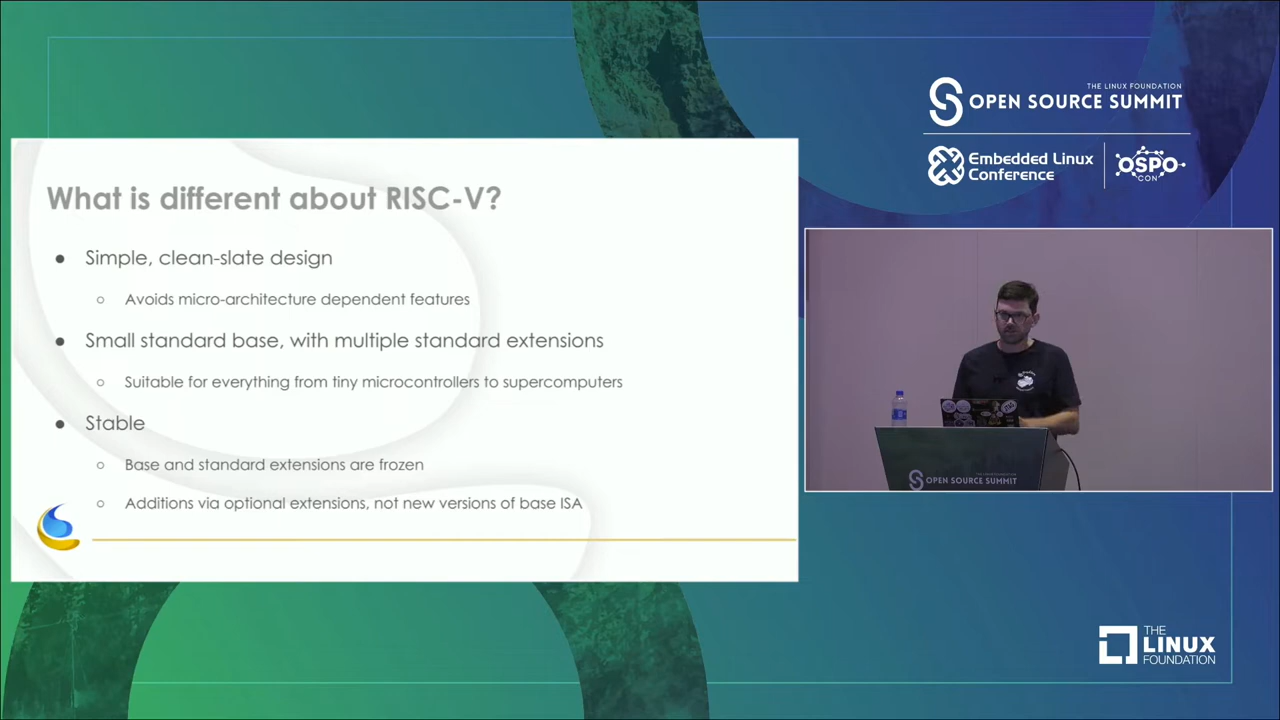 THE LINUX FOUNDATION
OPEN SOURCE SUMMIT
Embedded Linux
Conference
OSPO
CON
What is different about RISC-V?
● Simple, clean-slate design
○ Avoids micro-architecture dependent features
● Small standard base, with multiple standard extensions
○ Suitable for everything from tiny microcontrollers to supercomputers
● Stable
○ Base and standard extensions are frozen
○ Additions via optional extensions, not new versions of base ISA
OPEN SOURCE SUMMIT
THE
LINUX
FOUNDATION